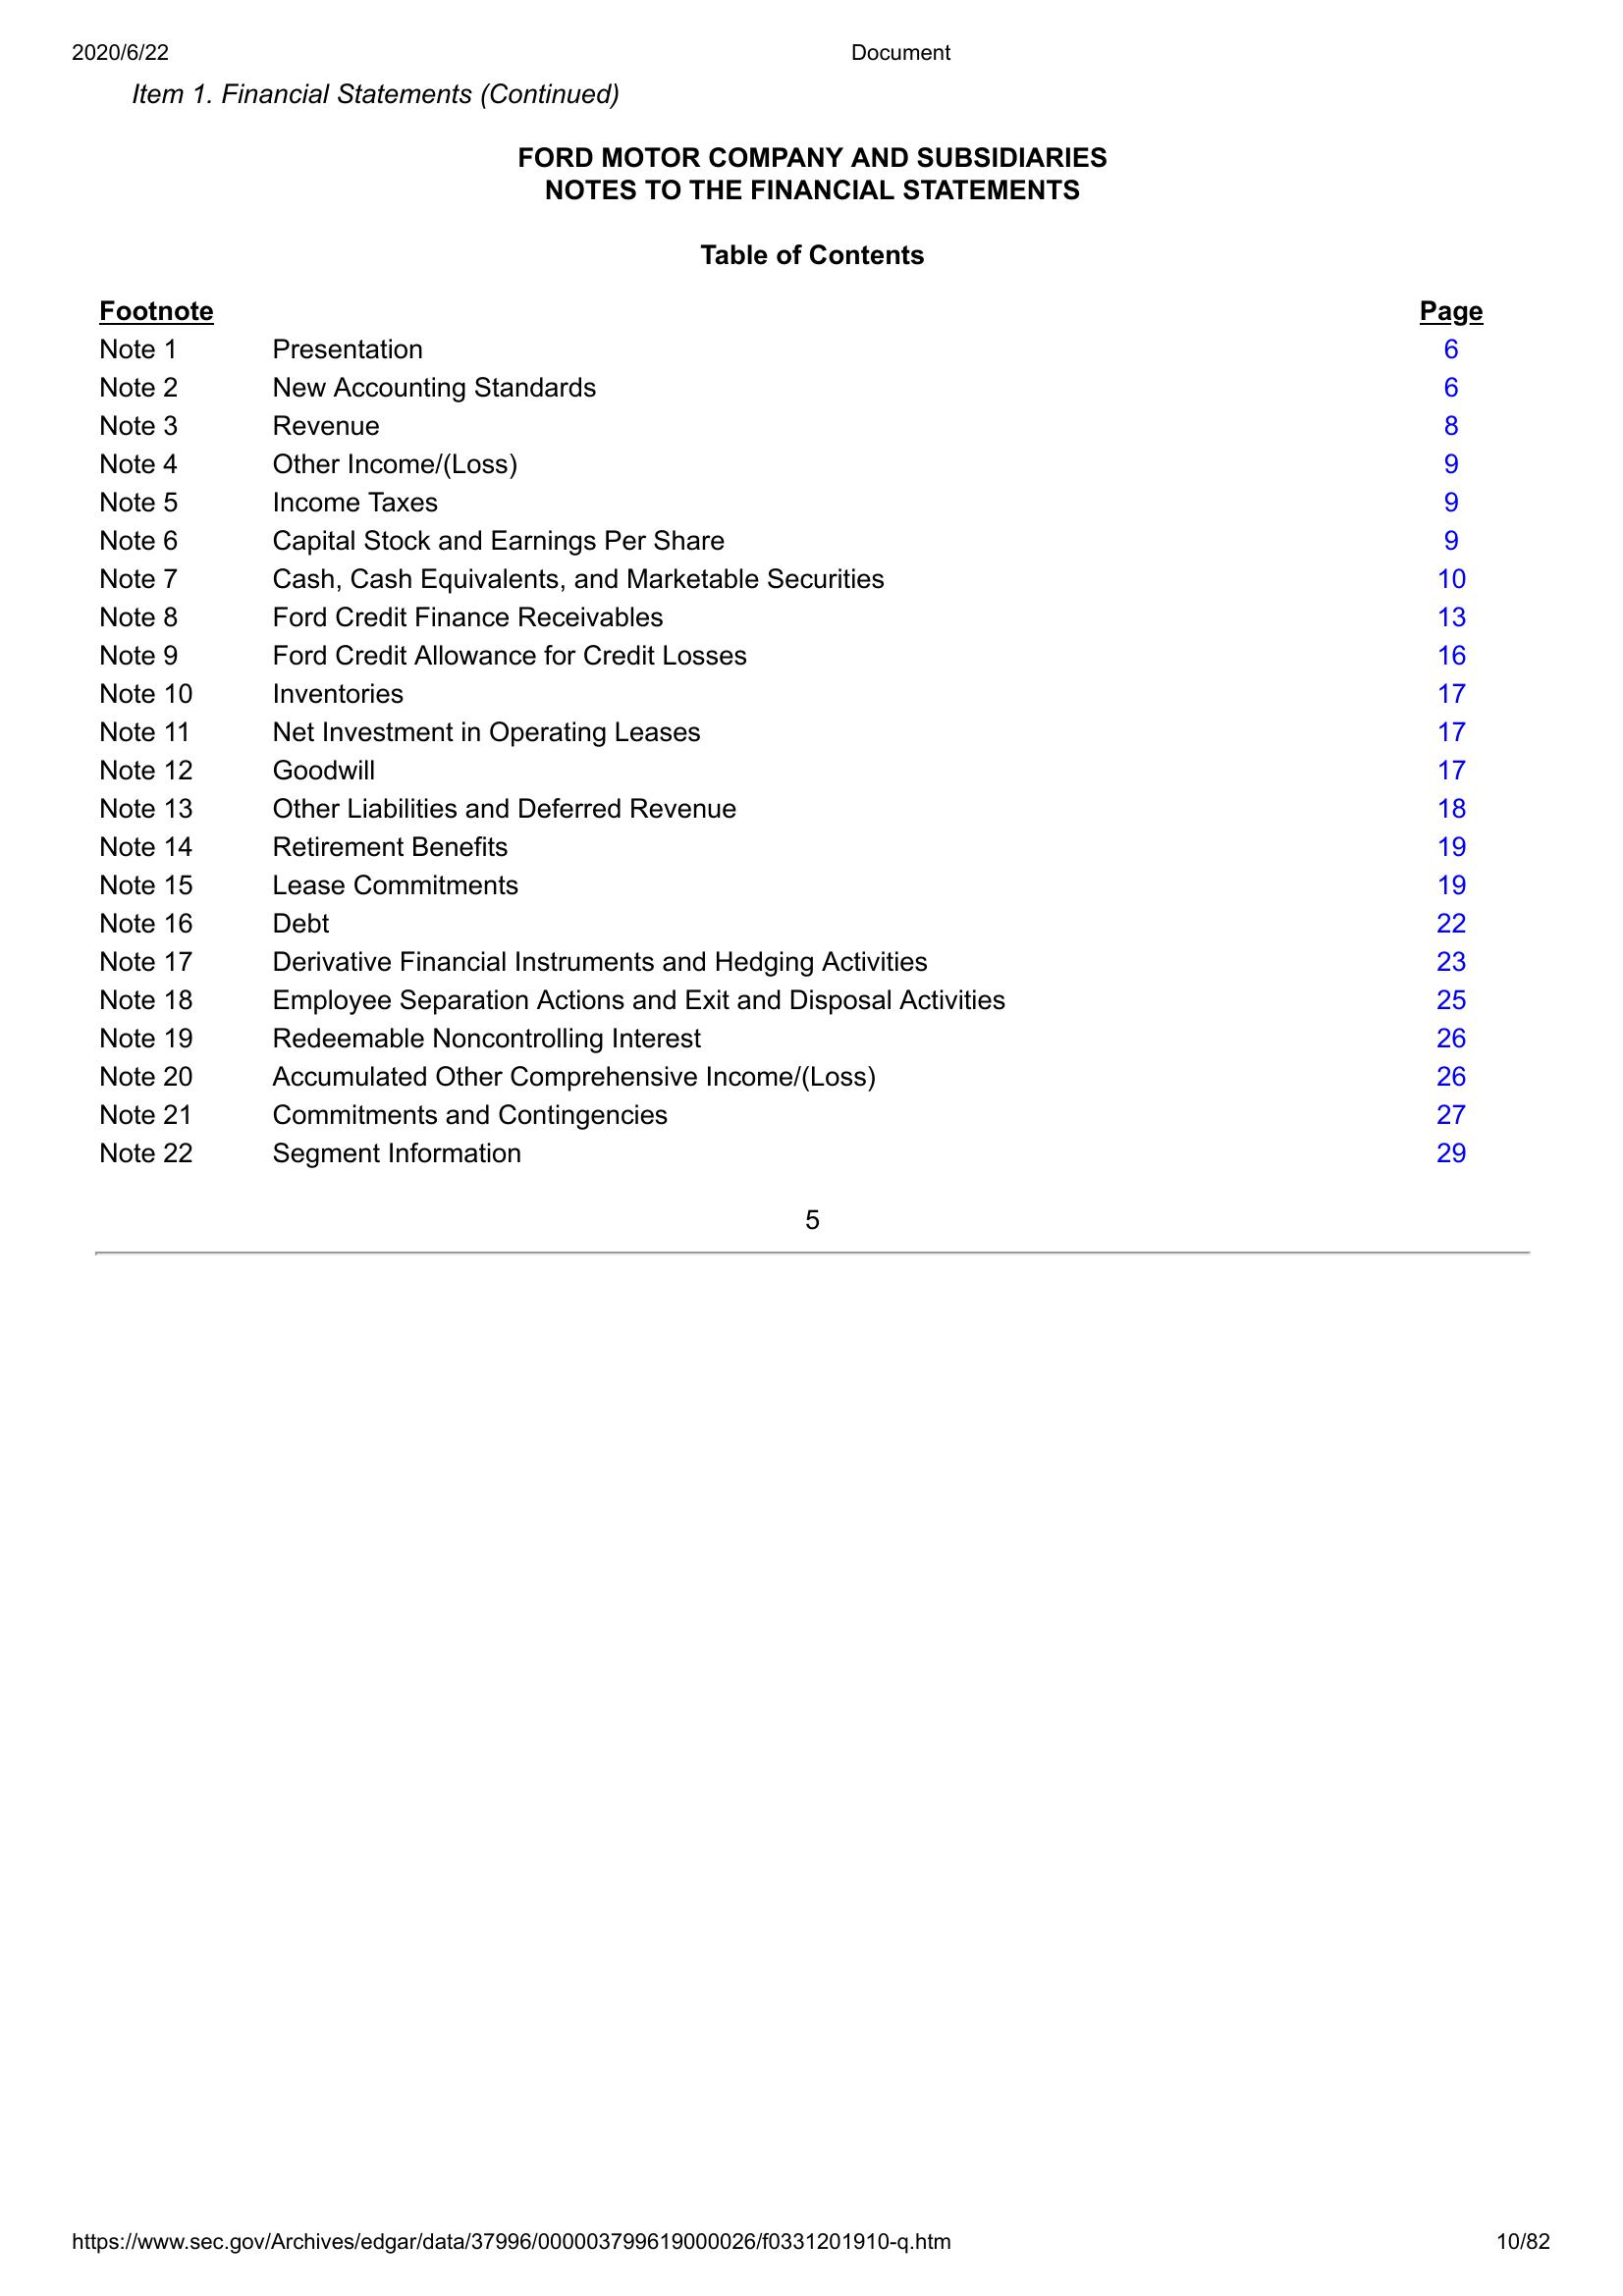 2020/6/22 Document
Item 1. Financial Statements (Continued)
FORD MOTOR COMPANY AND SUBSIDIARIES
NOTES TO THE FINANCIAL STATEMENTS
Table of Contents
Footnote Page
Note 1 Presentation 6
Note 2 New Accounting Standards 6
Note 3 Revenue 8
Note 4 Other Income/(Loss) 9
Note 5 Income Taxes 9
Note 6 Capital Stock and Earnings Per Share 9
Note 7 Cash, Cash Equivalents, and Marketable Securities 10
Note 8 Ford Credit Finance Receivables 13
Note 9 Ford Credit Allowance for Credit Losses 16
Note 10 Inventories 17
Note 11 Net Investment in Operating Leases 17
Note 12 Goodwill 17
Note 13 Other Liabilities and Deferred Revenue 18
Note 14 Retirement Benefits 19
Note 15 Lease Commitments 19
Note 16 Debt 22
Note 17 Derivative Financial Instruments and Hedging Activities 23
Note 18 Employee Separation Actions and Exit and Disposal Activities 25
Note 19 Redeemable Noncontrolling Interest 26
Note 20 Accumulated Other Comprehensive Income/(Loss) 26
Note 21 Commitments and Contingencies 27
Note 22 Segment Information 29
5
https://www.sec.gov/Archives/edgar/data/37996/000003799619000026/f0331201910-q.htm 10/82